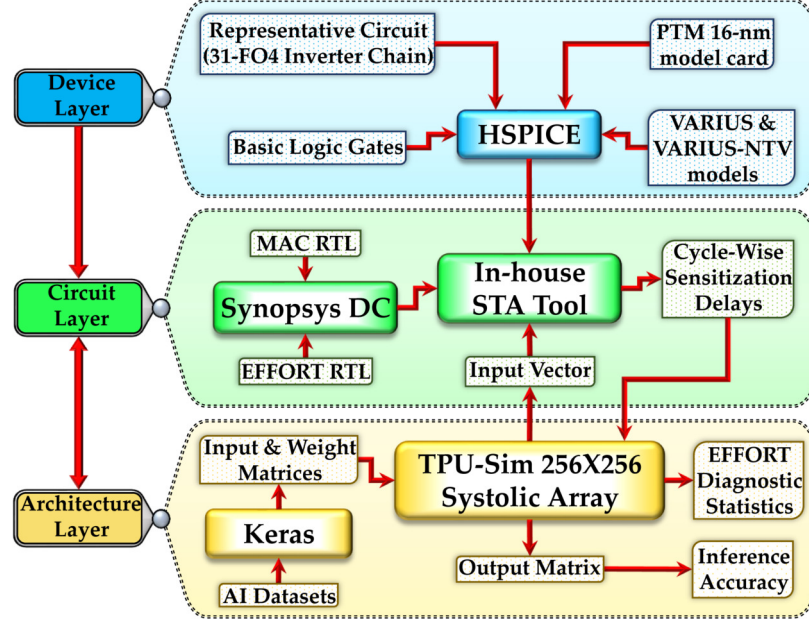 Device
Layer
Representative Circuit
(31-FO4 Inverter Chain)
PTM 16-nm
model card
Basic Logic Gates
HSPICE
VARIUS &
VARIUS-NTV
models
Circuit
Layer
MAC RTL
Synopsys DC
EFFORT RTL
In-house
STA Tool
Input Vector
Cycle-Wise
Sensitization
Delays
Architecture
Layer
Input & Weight
Matrices
Keras
AI Datasets
TPU-Sim 256X256
Systolic Array
Output Matrix
EFFORT
Diagnostic
Statistics
Inference
Accuracy